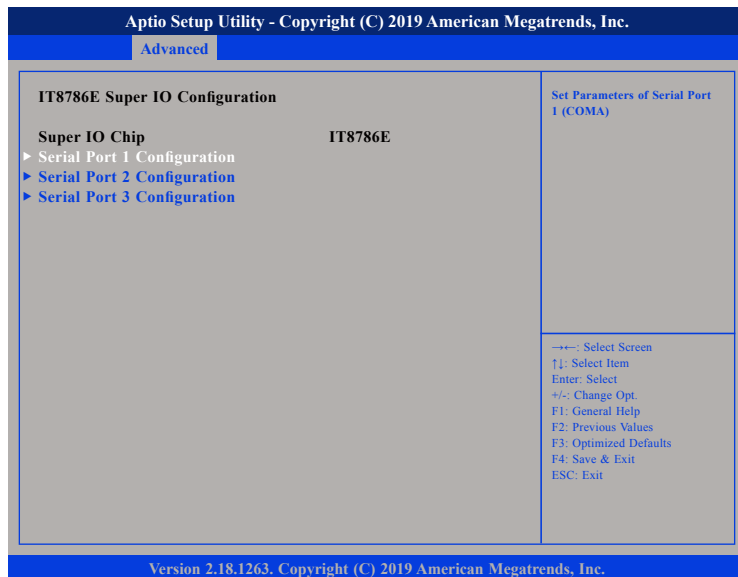 Aptio Setup Utility - Copyright (C) 2019 American Megatrends, Inc.
Advanced
IT8786E Super IO Configuration
Super IO Chip IT8786E
Serial Port 1 Configuration
Serial Port 2 Configuration
Serial Port 3 Configuration
Set Parameters of Serial Port
1 (COMA)
→←: Select Screen
↑↓: Select Item
Enter: Select
+/-: Change Opt.
F1: General Help
F2: Previous Values
F3: Optimized Defaults
F4: Save & Exit
ESC: Exit
Version 2.18.1263. Copyright (C) 2019 American Megatrends, Inc.